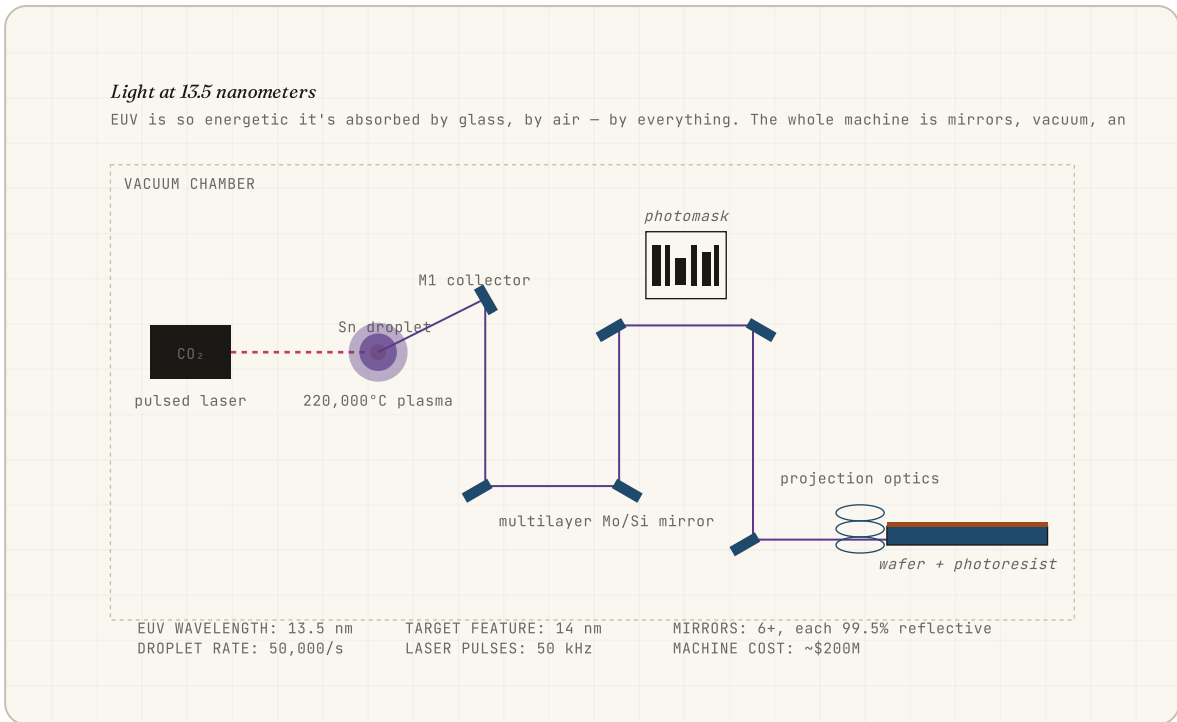 Light at 13.5 nanometers
EUV is so energetic it's absorbed by glass, by air — by everything. The whole machine is mirrors, vacuum, an
VACUUM CHAMBER
photomask
M1 collector
Sn droplet
CO₂
pulsed laser
220,000°C plasma
projection optics
multilayer Mo/Si mirror
wafer + photoresist
EUV WAVELENGTH: 13.5 nm
TARGET FEATURE: 14 nm
MIRRORS: 6+, each 99.5% reflective
DROPLET RATE: 50,000/s
LASER PULSES: 50 kHz
MACHINE COST: ~$200M